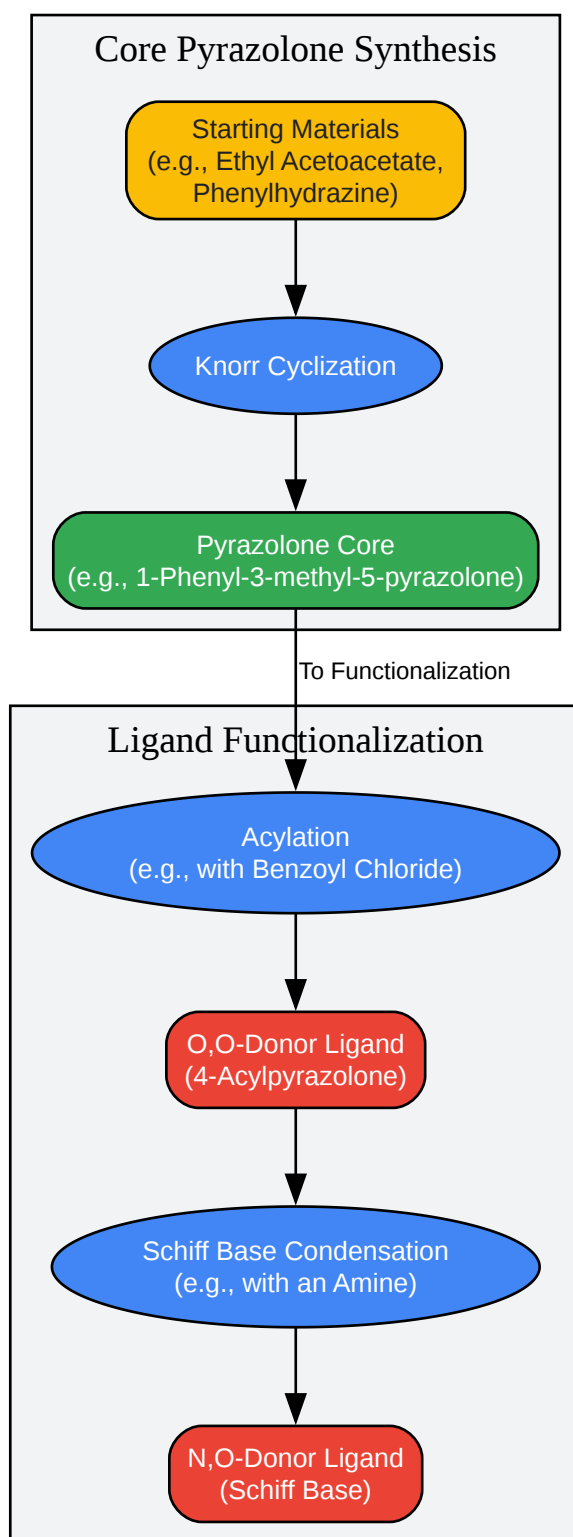 Core Pyrazolone Synthesis
Starting Materials
(e.g., Ethyl Acetoacetate,
Phenylhydrazine)
Knorr Cyclization
Pyrazolone Core
(e.g., 1-Phenyl-3-methyl-5-pyrazolone)
To Functionalization
Ligand Functionalization
Acylation
(e.g., with Benzoyl Chloride)
O,O-Donor Ligand
(4-Acylpyrazolone)
Schiff Base Condensation
(e.g., with an Amine)
N,O-Donor Ligand
(Schiff Base)